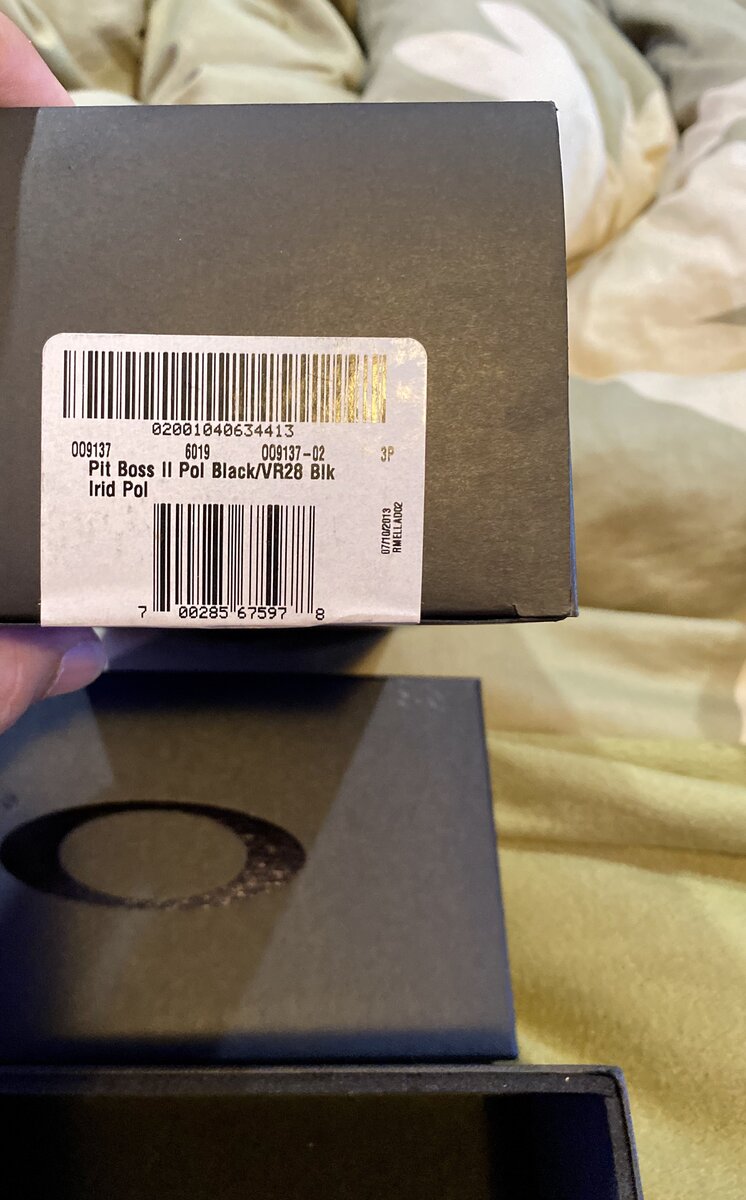 02001040634413
009137 6019 009137-02 3P
Pit Boss II Pol Black/VR28 Blk
Irid Pol
07/10/2013
RMELLA002
7 00285 67597 8